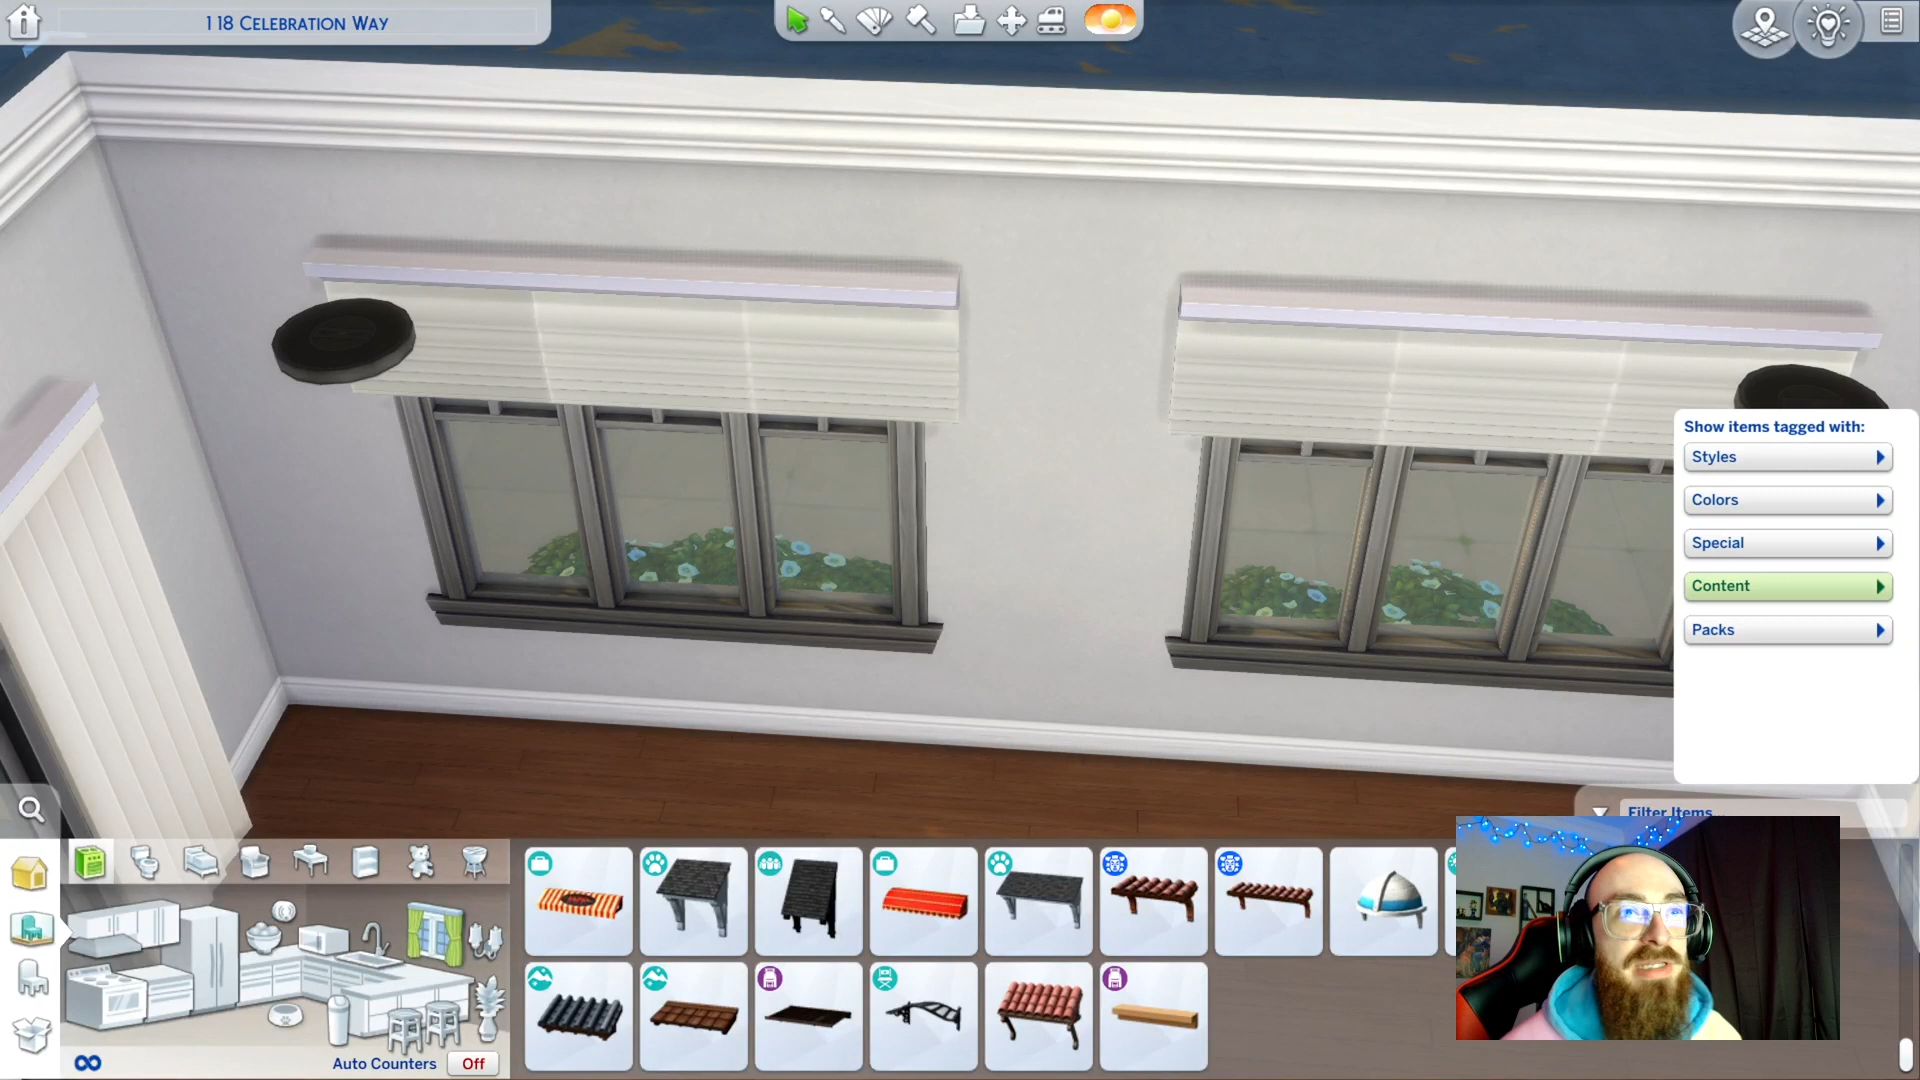 118 Celebration Way
Show items tagged with:
Styles
Colors
Special
Content
Packs
Filter Items...
Auto Counters Off